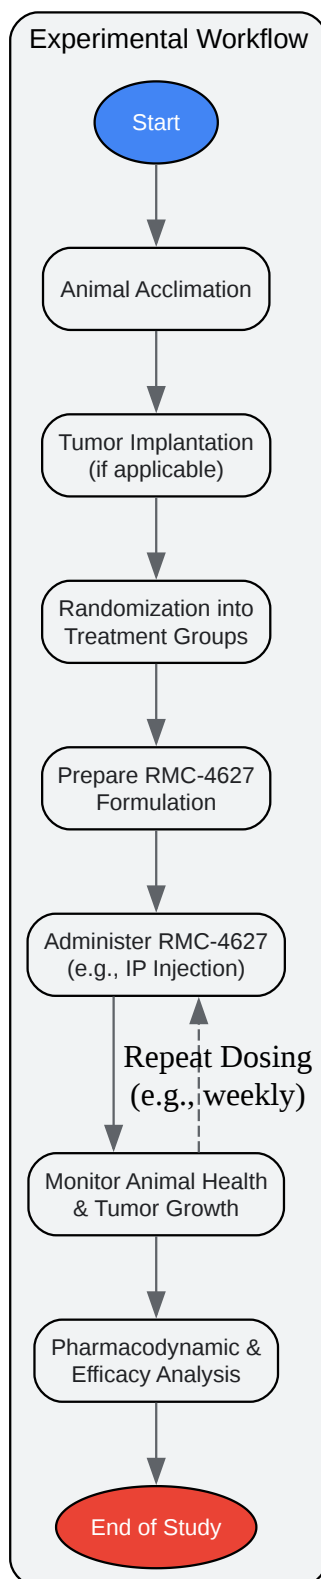 Experimental Workflow
Start
Animal Acclimation
Tumor Implantation
(if applicable)
Randomization into
Treatment Groups
Prepare RMC-4627
Formulation
Administer RMC-4627
(e.g., IP Injection)
Repeat Dosing
(e.g., weekly)
Monitor Animal Health
& Tumor Growth
Pharmacodynamic &
Efficacy Analysis
End of Study